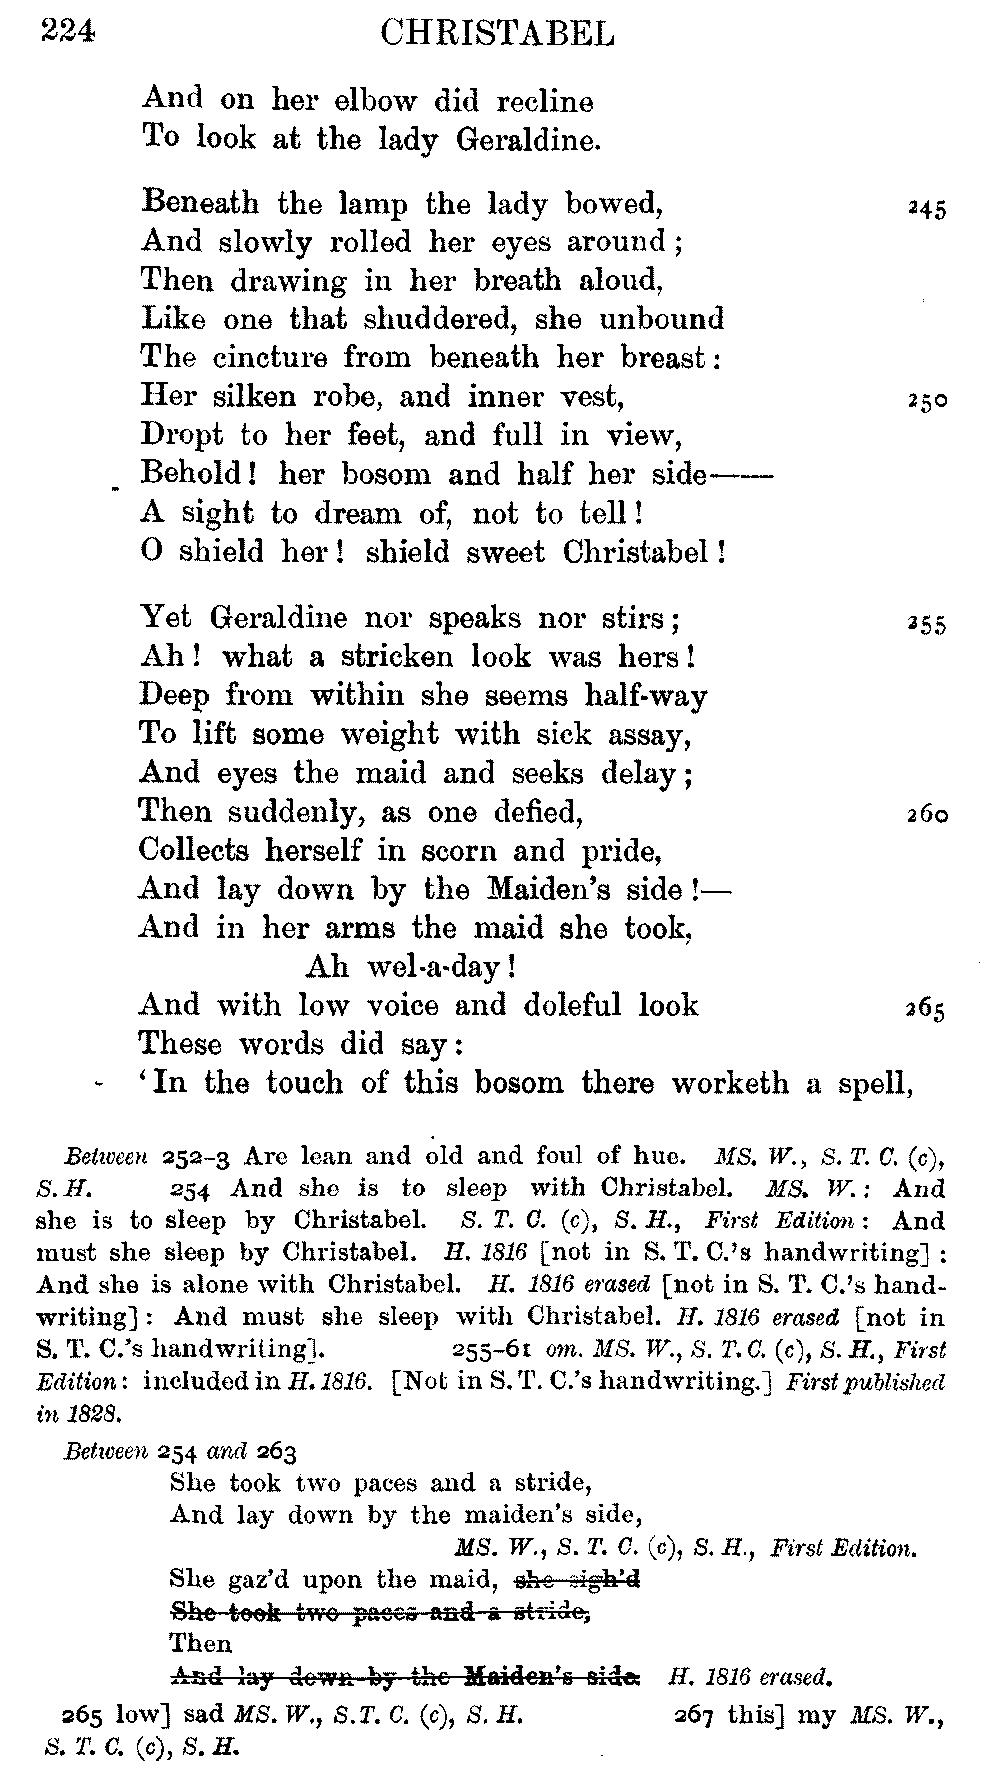 224 CHRISTABEL
And on her elbow did recline
To look at the lady Geraldine.
Beneath the lamp the lady bowed, 245
And slowly rolled her eyes around ;
Then drawing in her breath aloud,
Like one that shuddered, she unbound
The cincture from beneath her breast :
Her silken robe, and inner vest, 250
Dropt to her feet, and full in view,
Behold ! her bosom and half her side——
A sight to dream of, not to tell !
O shield her ! shield sweet Christabel !
Yet Geraldine nor speaks nor stirs ; 255
Ah ! what a stricken look was hers !
Deep from within she seems half-way
To lift some weight with sick assay,
And eyes the maid and seeks delay ;
Then suddenly, as one defied, 260
Collects herself in scorn and pride,
And lay down by the Maiden's side !—
And in her arms the maid she took,
Ah wel-a-day !
And with low voice and doleful look 265
These words did say :
'In the touch of this bosom there worketh a spell,
Between 252-3 Are lean and old and foul of hue. MS. W., S. T. C. (c),
S. H. 254 And she is to sleep with Christabel. MS. W. : And
she is to sleep by Christabel. S. T. C. (c), S. H., First Edition : And
must she sleep by Christabel. H. 1816 [not in S. T. C.'s handwriting] :
And she is alone with Christabel. H. 1816 erased [not in S. T. C.'s hand-
writing] : And must she sleep with Christabel. H. 1816 erased [not in
S. T. C.'s handwriting]. 255-61 om. MS. W., S. T. C. (c), S. H., First
Edition : included in H. 1816. [Not in S. T. C.'s handwriting.] First published
in 1828.
Between 254 and 263
She took two paces and a stride,
And lay down by the maiden's side,
MS. W., S. T. C. (c), S. H., First Edition.
She gaz'd upon the maid, she sigh'd
She took two paces and a stride,
Then
And lay down by the Maiden's side. H. 1816 erased.
265 low] sad MS. W., S. T. C. (c), S. H. 267 this] my MS. W.,
S. T. C. (c), S. H.